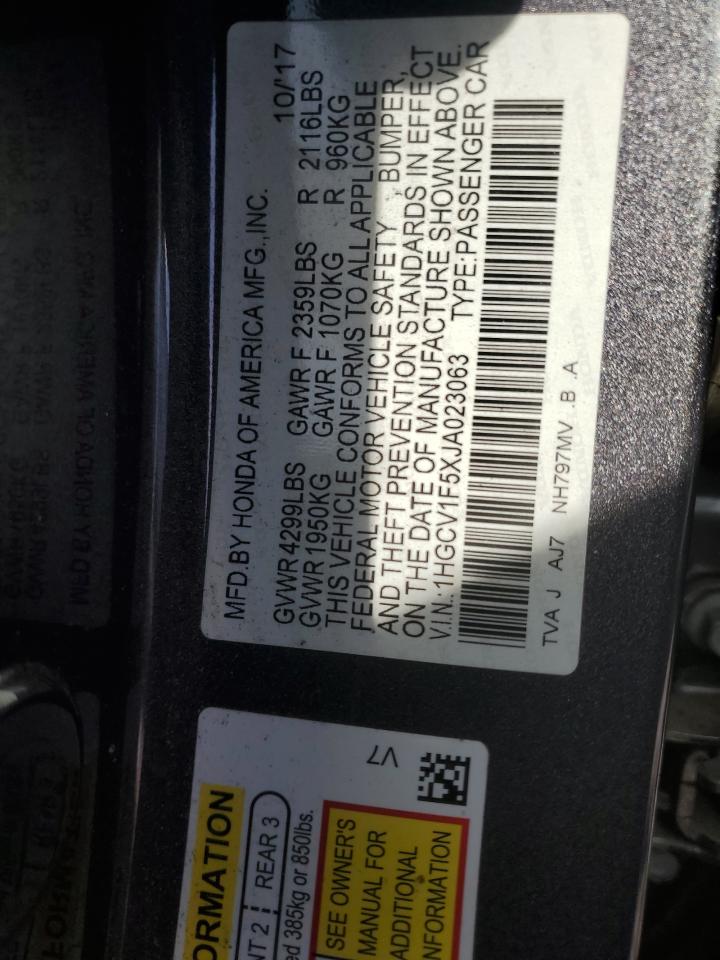 MFD.BY HONDA OF AMERICA MFG.,INC. 10/'17
GVWR 4299LBS GAWR F 2359LBS R 2116LBS
GVWR 1950KG GAWR F 1070KG R 960KG
THIS VEHICLE CONFORMS TO ALL APPLICABLE
FEDERAL MOTOR VEHICLE SAFETY, BUMPER,
AND THEFT PREVENTION STANDARDS IN EFFECT
ON THE DATE OF MANUFACTURE SHOWN ABOVE.
V.I.N.:1HGCV1F5XJA023063 TYPE:PASSENGER CAR
TVA J AJ7 NH797MV .B .A
ORMATION
NT 2 REAR 3
ed 385kg or 850lbs.
SEE OWNER'S
MANUAL FOR
ADDITIONAL
NFORMATION
V7